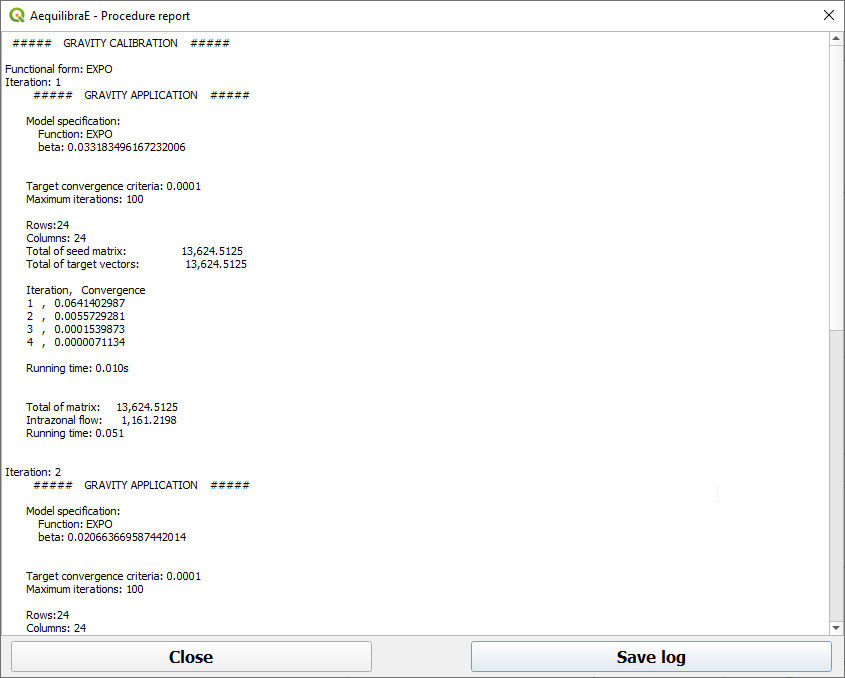 AequilibraE - Procedure report
##### GRAVITY CALIBRATION #####
Functional form: EXPO
Iteration: 1
##### GRAVITY APPLICATION #####
Model specification:
Function: EXPO
beta: 0.033183496167232006
Target convergence criteria: 0.0001
Maximum iterations: 100
Rows:24
Columns: 24
Total of seed matrix: 13,624.5125
Total of target vectors: 13,624.5125
Iteration, Convergence
1 , 0.0641402987
2 , 0.0055729281
3 , 0.0001539873
4 , 0.0000071134
Running time: 0.010s
Total of matrix: 13,624.5125
Intrazonal flow: 1,161.2198
Running time: 0.051
Iteration: 2
##### GRAVITY APPLICATION #####
Model specification:
Function: EXPO
beta: 0.020663669587442014
Target convergence criteria: 0.0001
Maximum iterations: 100
Rows:24
Columns: 24
Close Save log